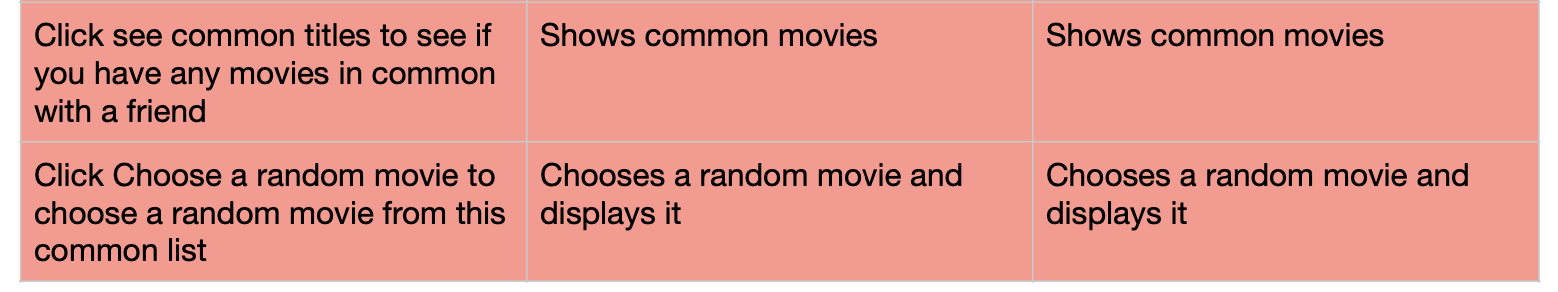 Click see common titles to see if
you have any movies in common
with a friend
Shows common movies
Shows common movies
Click Choose a random movie to
choose a random movie from this
common list
Chooses a random movie and
displays it
Chooses a random movie and
displays it